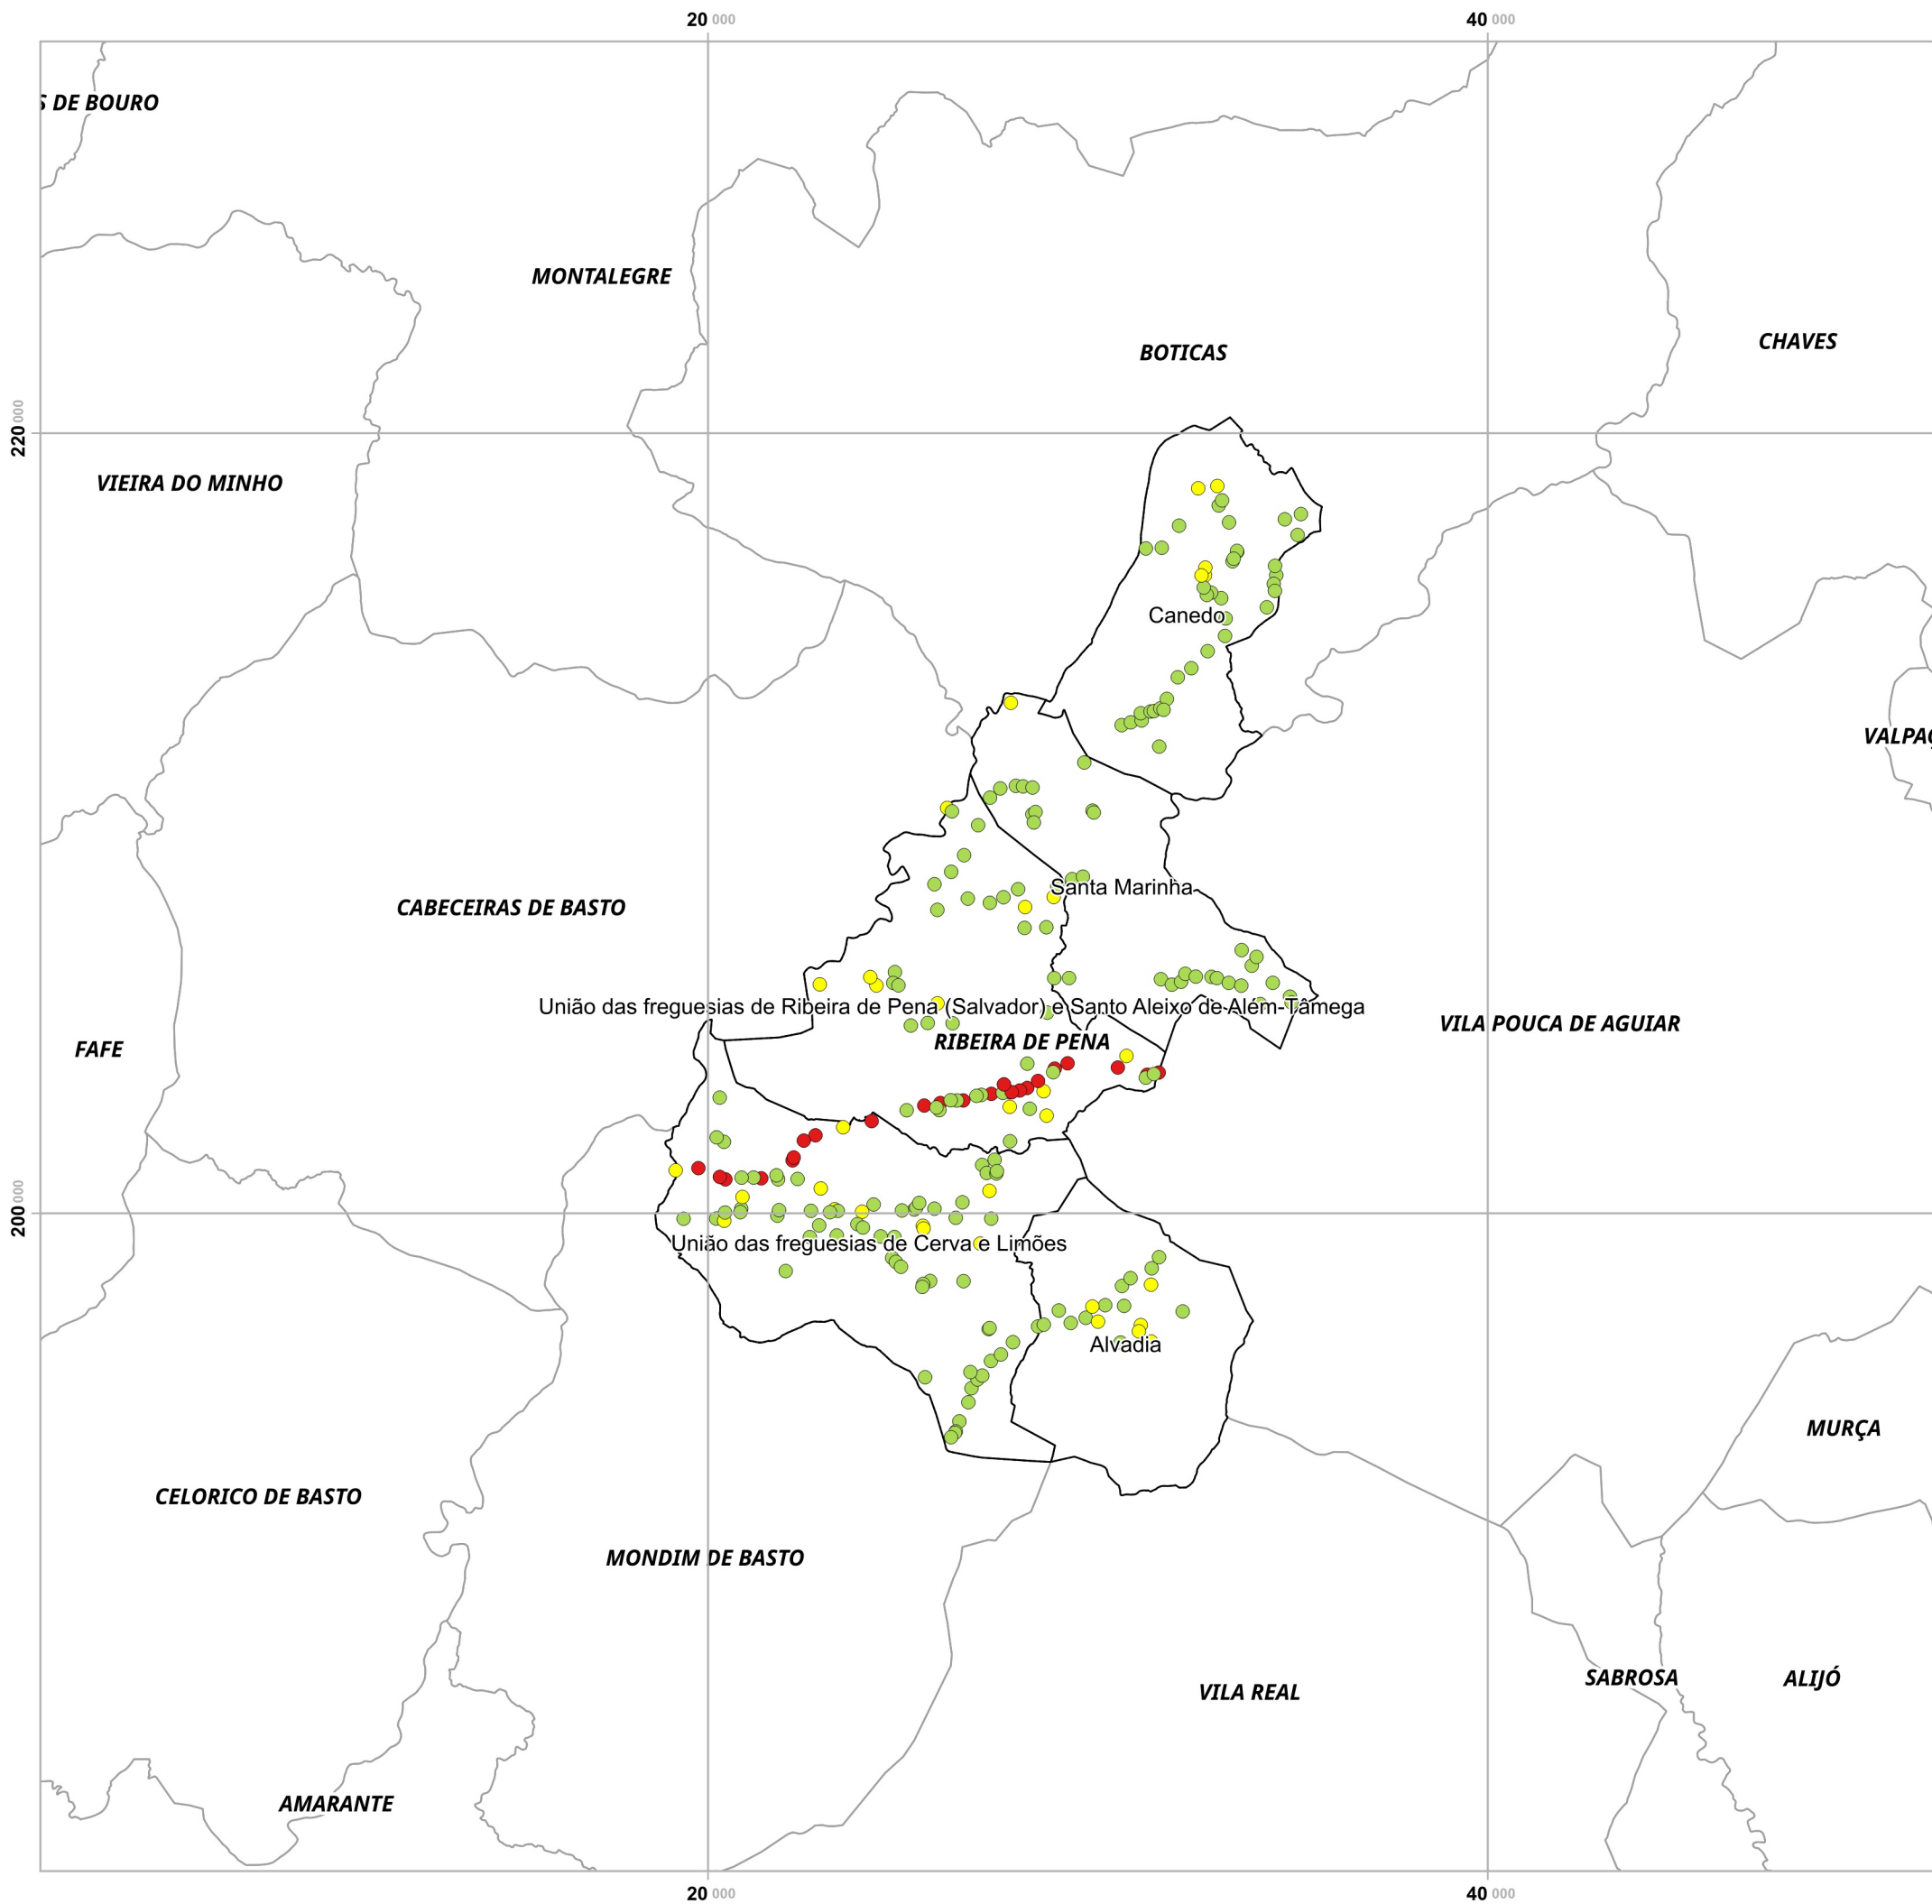 20 000
40 000
S DE BOURO
MONTALEGRE
CHAVES
BOTICAS
220 000
VIEIRA DO MINHO
Canedo
VALPAÇ
Santa Marinha
CABECEIRAS DE BASTO
União das freguesias de Ribeira de Pena (Salvador) e Santo Aleixo de Além-Tâmega
VILA POUCA DE AGUIAR
RIBEIRA DE PENA
FAFE
200 000
União das freguesias de Cerva e Limões
Alvadia
MURÇA
CELORICO DE BASTO
MONDIM DE BASTO
SABROSA
ALIJÓ
VILA REAL
AMARANTE
20 000
40 000